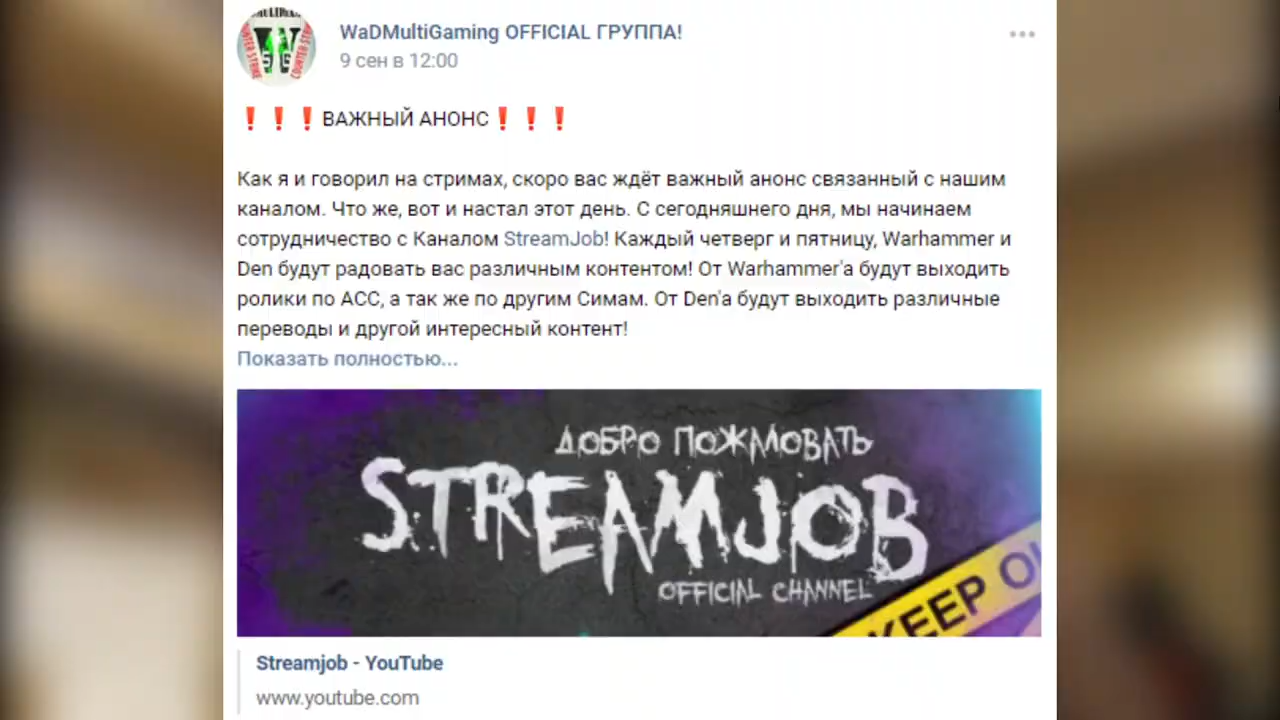 WaDMultiGaming OFFICIAL ГРУППА!
9 сен в 12:00
❗❗❗ВАЖНЫЙ АНОНС❗❗❗
Как я и говорил на стримах, скоро вас ждёт важный анонс связанный с нашим
каналом. Что же, вот и настал этот день. С сегодняшнего дня, мы начинаем
сотрудничество с Каналом StreamJob! Каждый четверг и пятницу, Warhammer и
Den будут радовать вас различным контентом! От Warhammer'а будут выходить
ролики по АСС, а так же по другим Симам. От Den'а будут выходить различные
переводы и другой интересный контент!
Показать полностью...
ДОБРО ПОЖАЛОВАТЬ
STREAMJOB
OFFICIAL CHANNEL
KEEP
Streamjob - YouTube
www.youtube.com